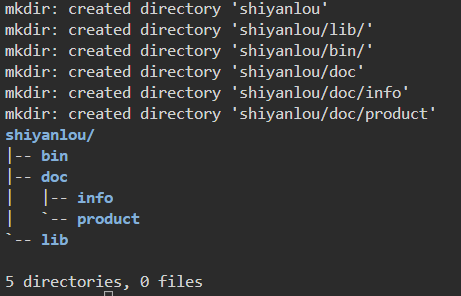 mkdir: created directory 'shiyanlou'
mkdir: created directory 'shiyanlou/lib/'
mkdir: created directory 'shiyanlou/bin/'
mkdir: created directory 'shiyanlou/doc'
mkdir: created directory 'shiyanlou/doc/info'
mkdir: created directory 'shiyanlou/doc/product'
shiyanlou/
|-- bin
|-- doc
|   |-- info
|   `-- product
`-- lib

5 directories, 0 files